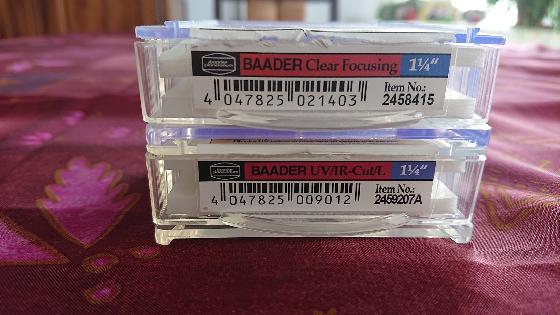 BAADER Clear Focusing 1¼"
4 047825 021403
Item No.:
2458415
BAADER UV/IR-Cut/L 1¼"
4 047825 009012
Item No.:
2459207A